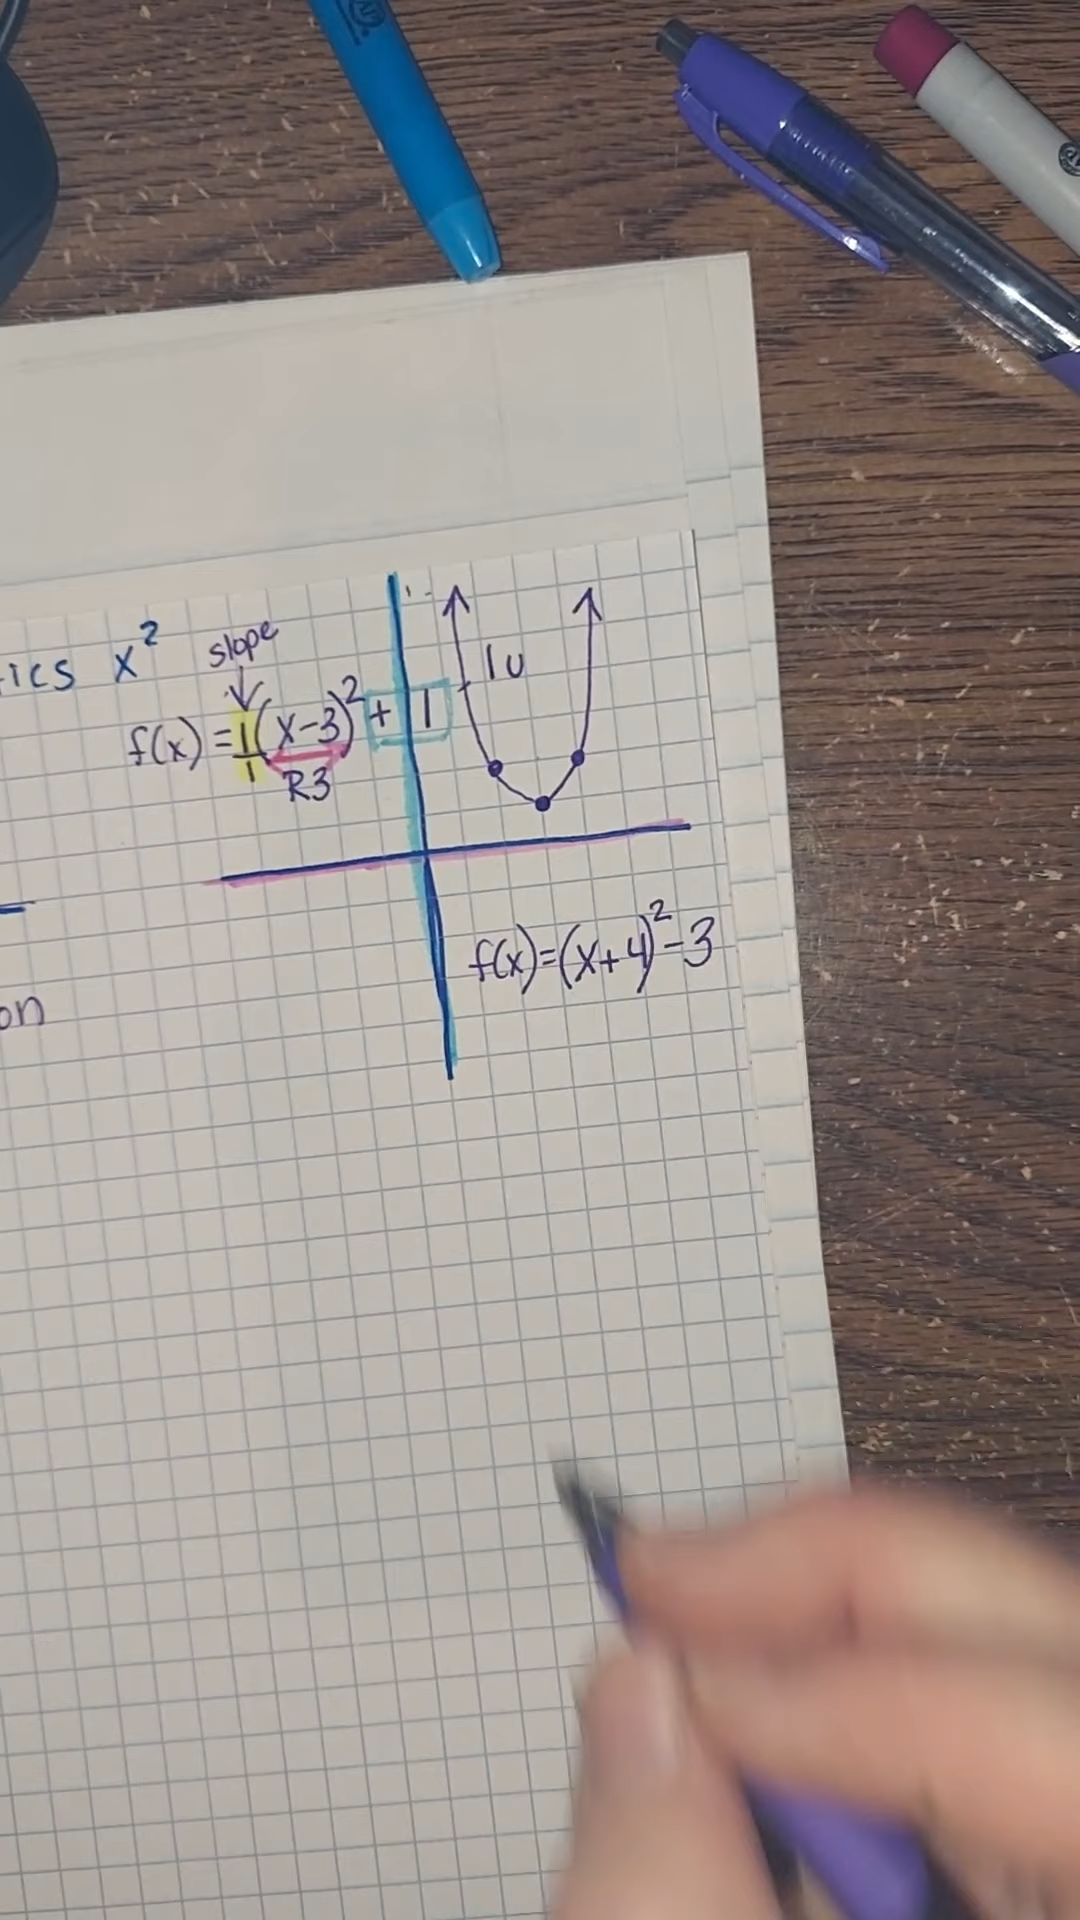 ics x²
slope
f(x) = 1/1 (x-3)² + 1
R3
1u
f(x)=(x+4)²-3
on